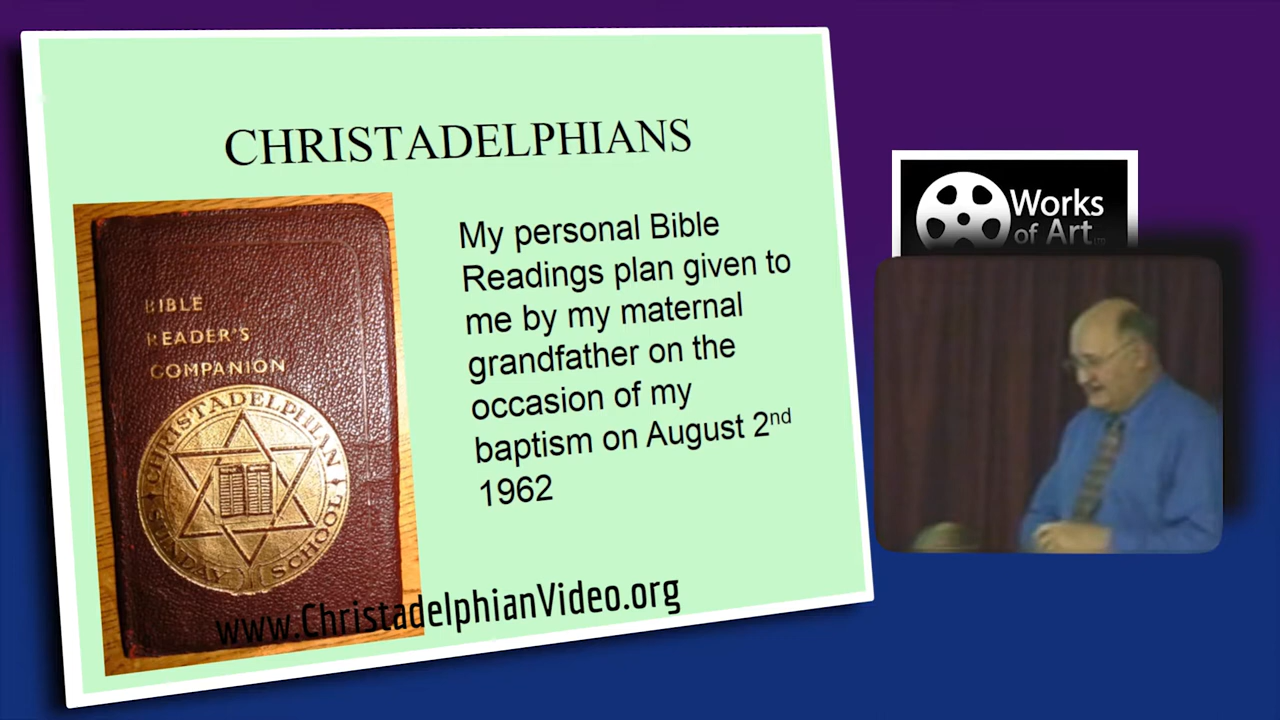 CHRISTADELPHIANS
BIBLE
READER'S
COMPANION
CHRISTADELPHIAN
SUNDAY SCHOOL
My personal Bible
Readings plan given to
me by my maternal
grandfather on the
occasion of my
baptism on August 2nd
1962
www.ChristadelphianVideo.org
Works
of Art